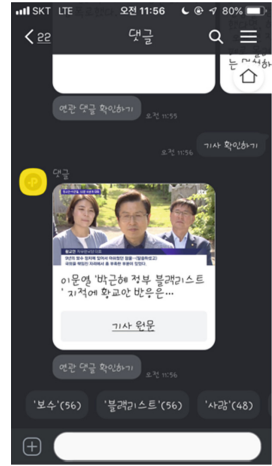 SKT LTE 오전 11:56 80%
22 댓글
연관 댓글 확인하기
오전 11:55
기사 확인하기
오전 11:56
댓글
이문열 '박근혜 정부 블랙리스트
' 지적에 황교안 반응은…
기사 원문
연관 댓글 확인하기
오전 11:56
'보수'(56) '블랙리스트'(56) '사감'(48)